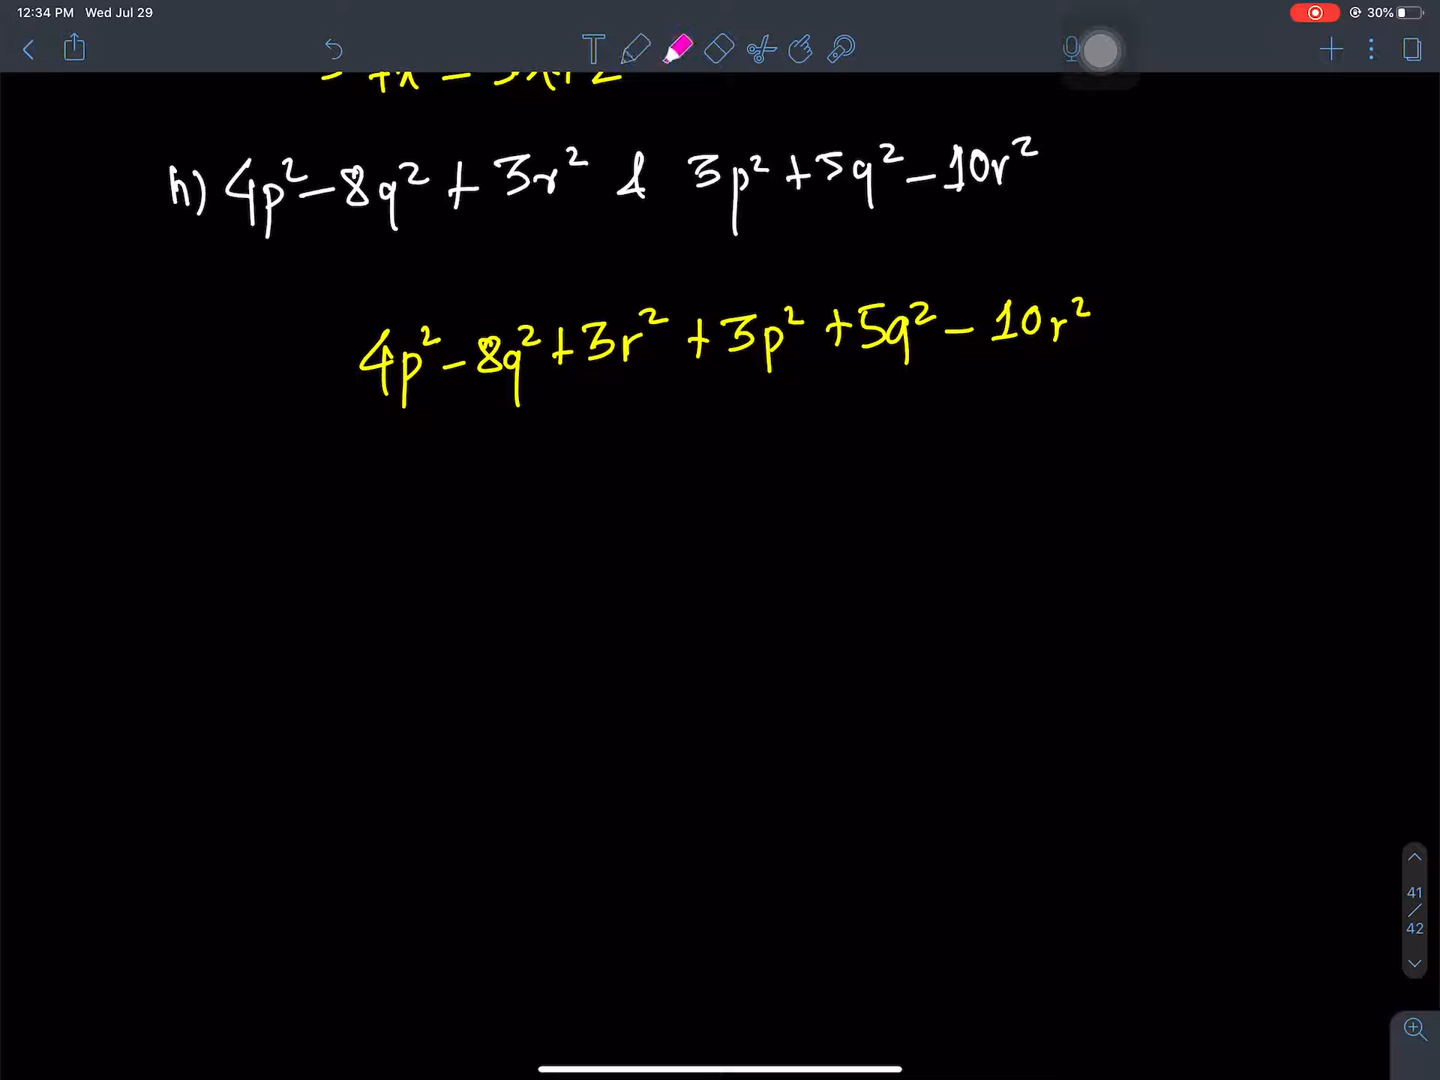 12:34 PM Wed Jul 29
30%
T
h) 4p² - 8q² + 3r² & 3p² + 5q² - 10r²
4p² - 8q² + 3r² + 3p² + 5q² - 10r²
41
/
42